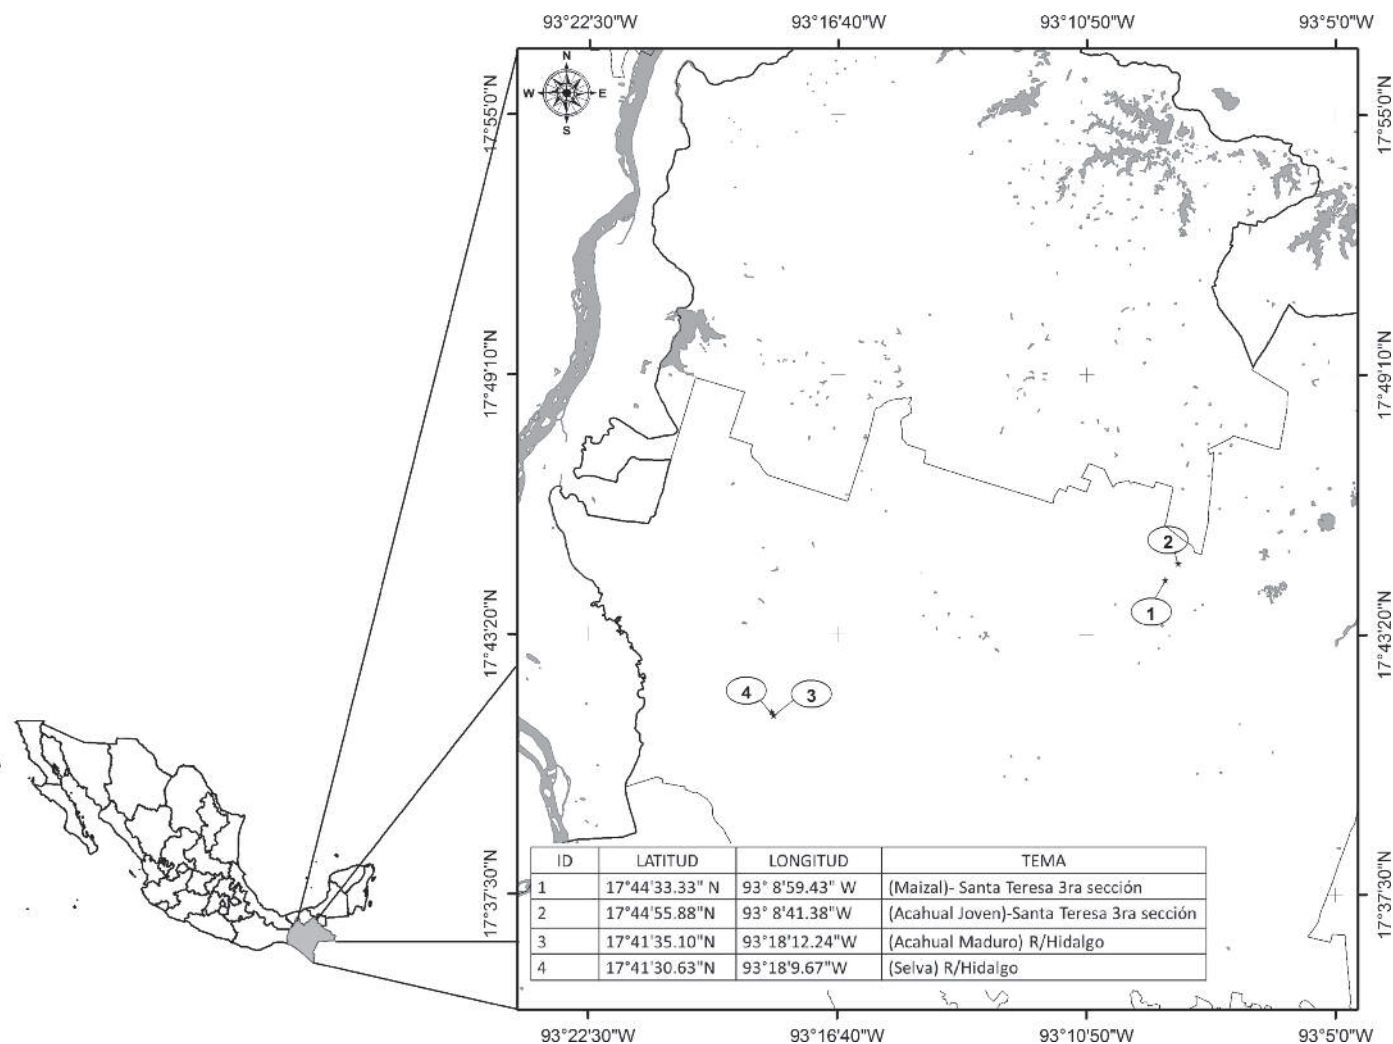 93°22'30"W 93°16'40"W 93°10'50"W 93°5'0"W
N
W E
S
17°55'0"N 17°55'0"N
17°49'10"N 17°49'10"N
2
1
17°43'20"N 17°43'20"N
4 3
17°37'30"N 17°37'30"N
ID LATITUD LONGITUD TEMA
1 17°44'33.33" N 93° 8'59.43" W (Maizal)- Santa Teresa 3ra sección
2 17°44'55.88"N 93° 8'41.38"W (Acahual Joven)-Santa Teresa 3ra sección
3 17°41'35.10"N 93°18'12.24"W (Acahual Maduro) R/Hidalgo
4 17°41'30.63"N 93°18'9.67"W (Selva) R/Hidalgo
93°22'30"W 93°16'40"W 93°10'50"W 93°5'0"W